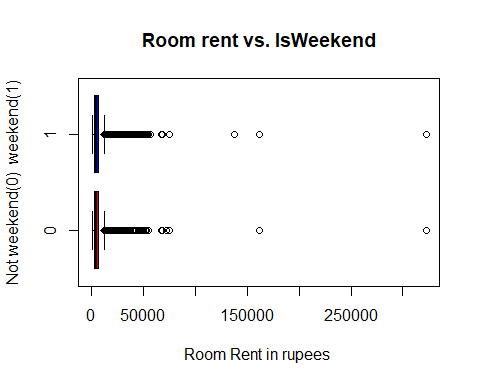 Room rent vs. IsWeekend
Not weekend(0)  weekend(1)
1
0
0 50000 150000 250000
Room Rent in rupees